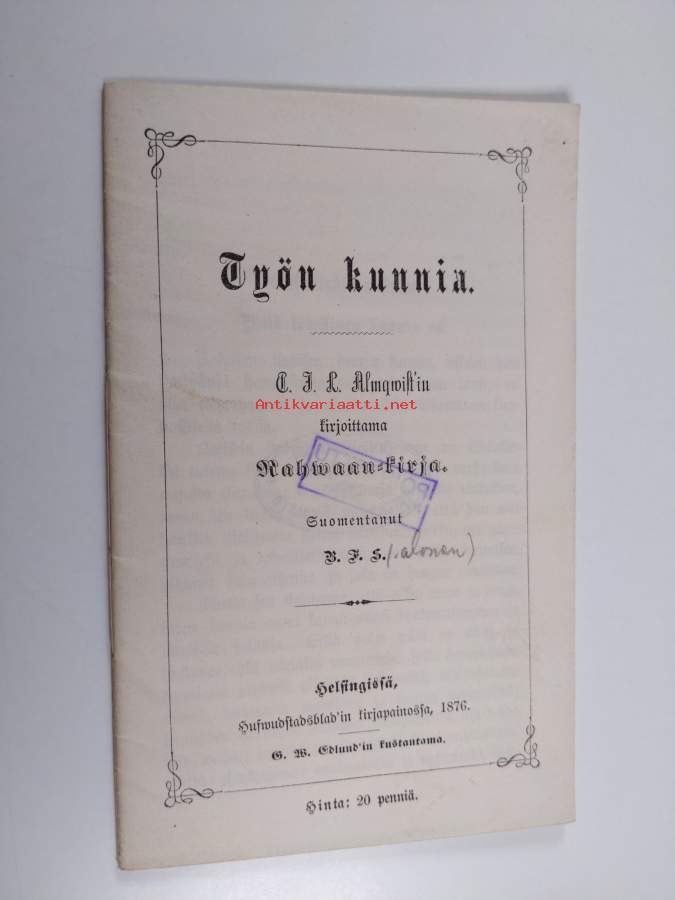 Työn kunnia.
C. J. L. Almqwist'in
Antikvariaatti.net
kirjoittama
Rahwaan-kirja.
Suomentanut
B. F. S. (.alonen)
Helsingissä,
Hufwudstadsblad'in kirjapainossa, 1876.
G. W. Edlund'in kustantama.
Hinta: 20 penniä.